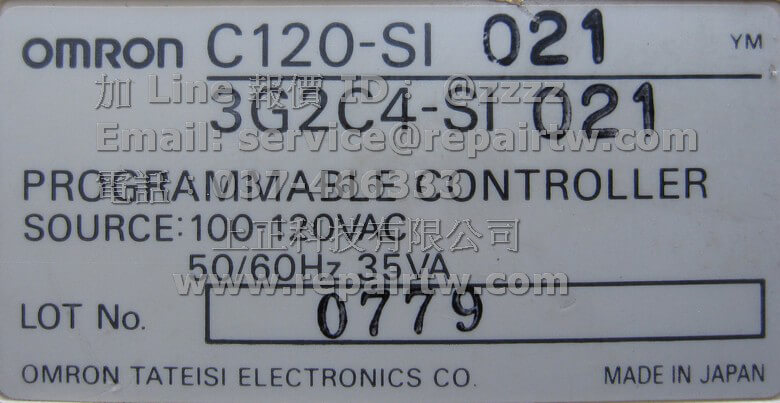 omron C120-SI 021 YM
加 Line 報價 ID : @zzzz
3G2C4-SI 021
Email: service@repairtw.com
PROGRAMMABLE CONTROLLER
電話 : 037-466333
SOURCE: 100-120VAC
上正科技有限公司
50/60Hz 35VA
www.repairtw.com
LOT No. 0779
OMRON TATEISI ELECTRONICS CO. MADE IN JAPAN